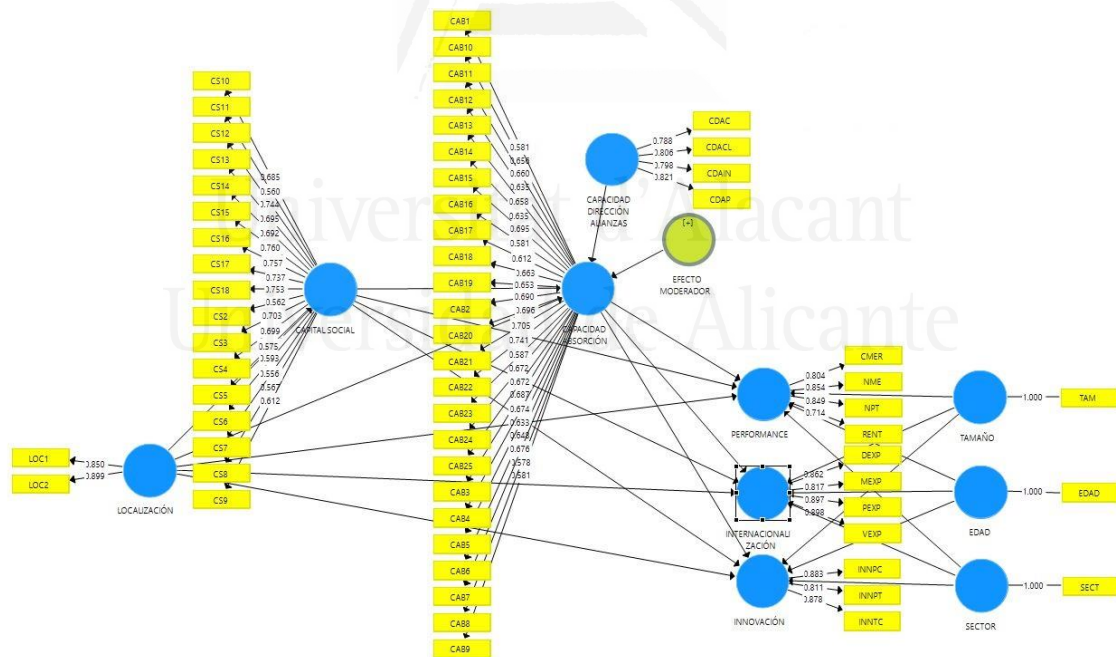 CAB1
CAB10
CAB11
CAB12
CAB13
CAB14
CAB15
CAB16
CAB17
CAB18
CAB19
CAB2
CAB20
CAB21
CAB22
CAB23
CAB24
CAB25
CAB3
CAB4
CAB5
CAB6
CAB7
CAB8
CAB9
0.581
0.656
0.660
0.635
0.658
0.635
0.695
0.581
0.612
0.663
0.653
0.690
0.696
0.705
0.741
0.587
0.672
0.672
0.687
0.674
0.633
0.648
0.676
0.578
0.581
CS10
CS11
CS12
CS13
CS14
CS15
CS16
CS17
CS18
CS2
CS3
CS4
CS5
CS6
CS7
CS8
CS9
0.685
0.560
0.744
0.695
0.692
0.760
0.757
0.737
0.753
0.562
0.703
0.699
0.575
0.593
0.556
0.567
0.612
CAPITAL SOCIAL
LOC1
LOC2
0.850
0.899
LOCALIZACIÓN
CDAC
CDACL
CDAIN
CDAP
0.788
0.806
0.798
0.821
CAPACIDAD
DIRECCIÓN
ALIANZAS
[+]
EFECTO
MODERADOR
CAPACIDAD
ABSORCIÓN
Universitat d'Alacant
Universidad de Alicante
CMER
NME
NPT
RENT
0.804
0.854
0.849
0.714
PERFORMANCE
DEXP
MEXP
PEXP
VEXP
0.862
0.817
0.897
0.898
INTERNACIONALI
ZACIÓN
INNPC
INNPT
INNTC
0.883
0.811
0.878
INNOVACIÓN
1.000
TAM
TAMAÑO
1.000
EDAD
EDAD
1.000
SECT
SECTOR